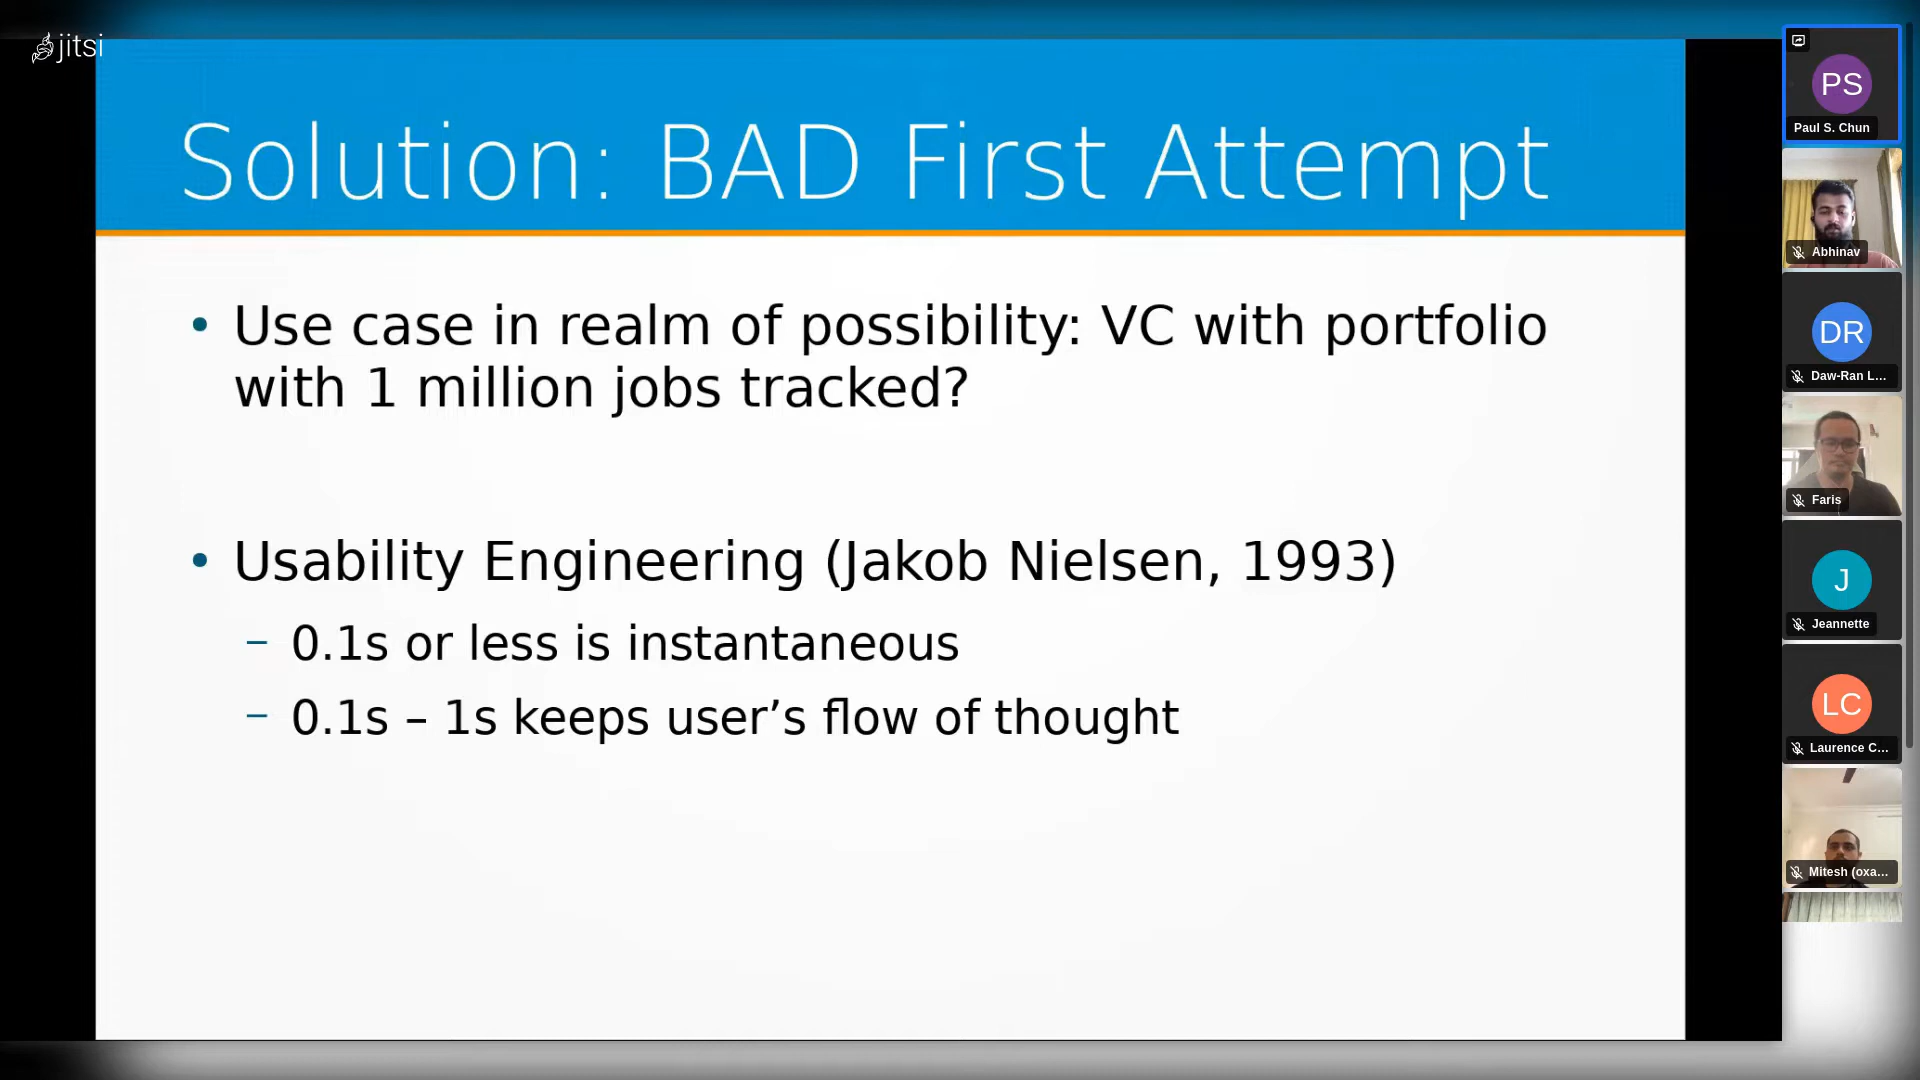 jitsi
Solution: BAD First Attempt
• Use case in realm of possibility: VC with portfolio
with 1 million jobs tracked?
• Usability Engineering (Jakob Nielsen, 1993)
– 0.1s or less is instantaneous
– 0.1s – 1s keeps user’s flow of thought
PS
Paul S. Chun
Abhinav
DR
Daw-Ran L...
Faris
J
Jeannette
LC
Laurence C...
Mitesh (oxa...